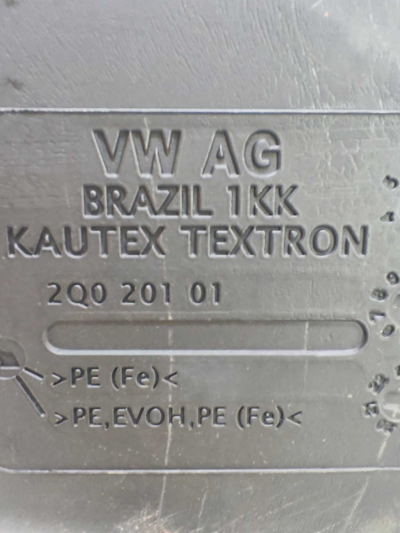 VW AG
BRAZIL 1KK
KAUTEX TEXTRON
2Q0 201 01
>PE (Fe)<
>PE,EVOH,PE (Fe)<